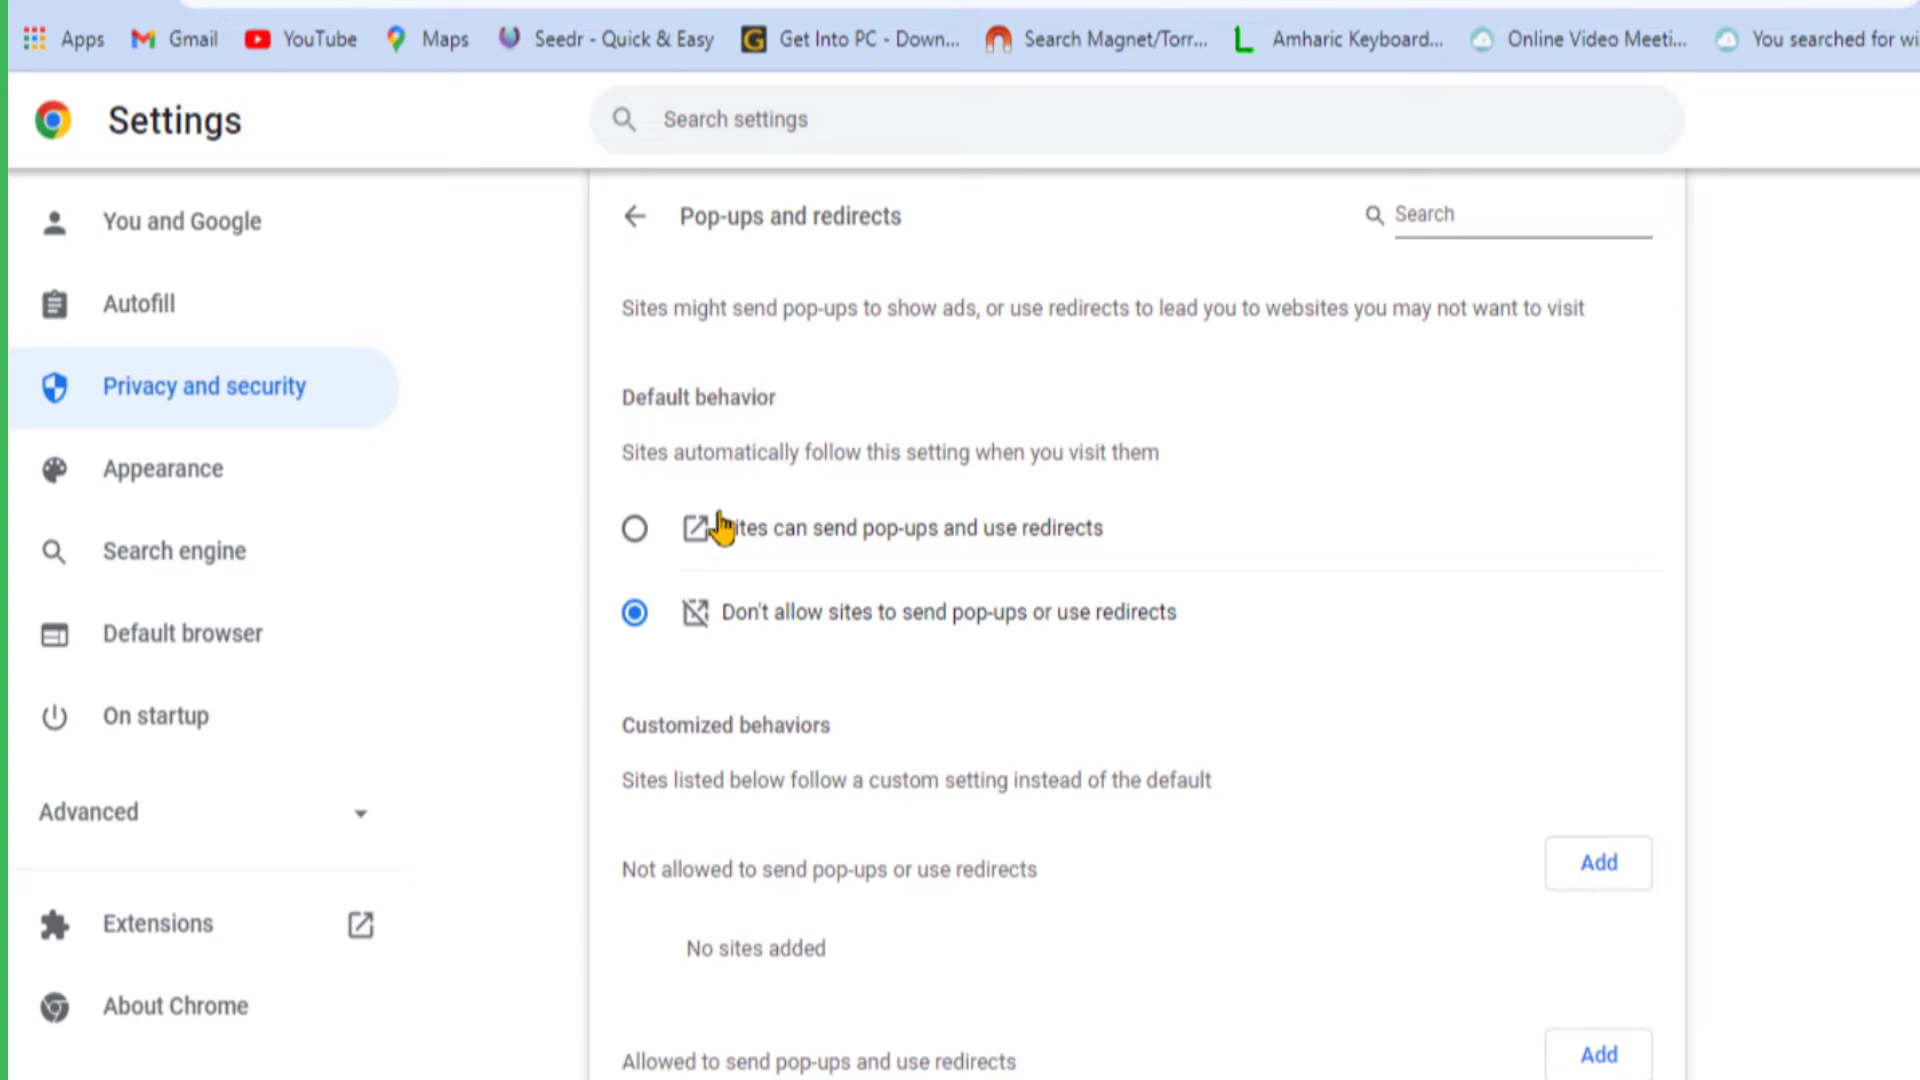 Apps Gmail YouTube Maps Seedr - Quick & Easy Get Into PC - Down... Search Magnet/Torr... Amharic Keyboard... Online Video Meeti... You searched for wi
Settings
Search settings
You and Google
Autofill
Privacy and security
Appearance
Search engine
Default browser
On startup
Advanced
Extensions
About Chrome
Pop-ups and redirects
Search
Sites might send pop-ups to show ads, or use redirects to lead you to websites you may not want to visit
Default behavior
Sites automatically follow this setting when you visit them
ites can send pop-ups and use redirects
Don't allow sites to send pop-ups or use redirects
Customized behaviors
Sites listed below follow a custom setting instead of the default
Not allowed to send pop-ups or use redirects
Add
No sites added
Allowed to send pop-ups and use redirects
Add